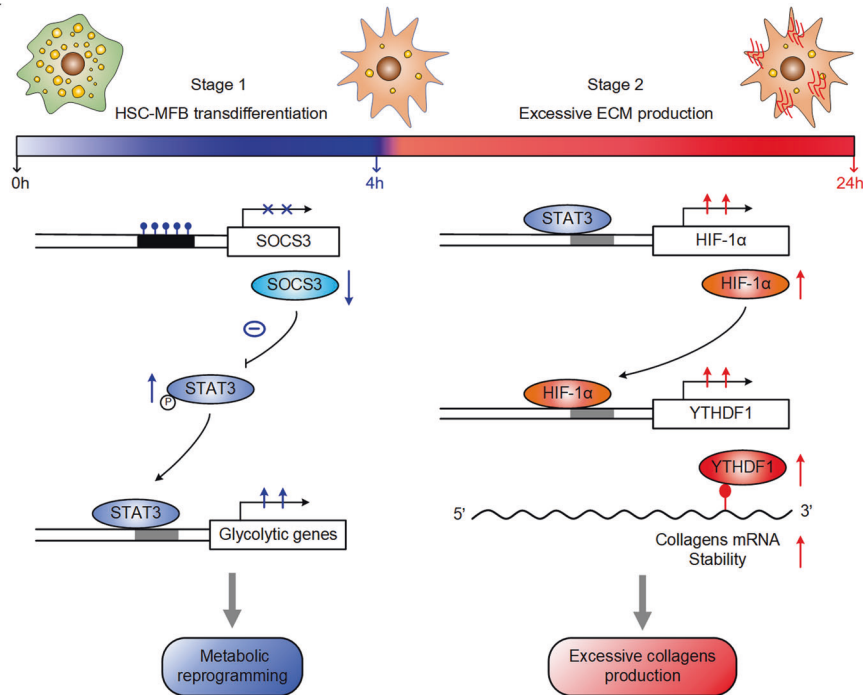 Stage 1
HSC-MFB transdifferentiation
Stage 2
Excessive ECM production
0h
4h
24h
SOCS3
SOCS3
STAT3
P
STAT3
Glycolytic genes
Metabolic
reprogramming
STAT3
HIF-1α
HIF-1α
HIF-1α
YTHDF1
YTHDF1
5'
3'
Collagens mRNA
Stability
Excessive collagens
production